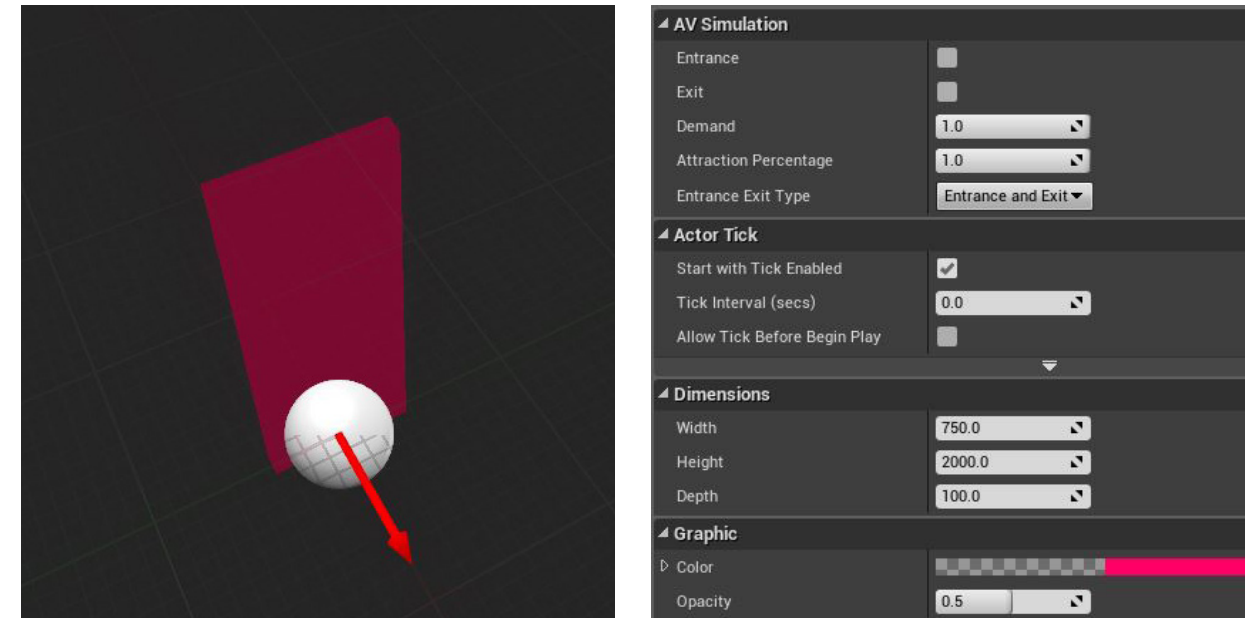 AV Simulation
Entrance
Exit
Demand 1.0
Attraction Percentage 1.0
Entrance Exit Type Entrance and Exit
Actor Tick
Start with Tick Enabled
Tick Interval (secs) 0.0
Allow Tick Before Begin Play
Dimensions
Width 750.0
Height 2000.0
Depth 100.0
Graphic
Color
Opacity 0.5